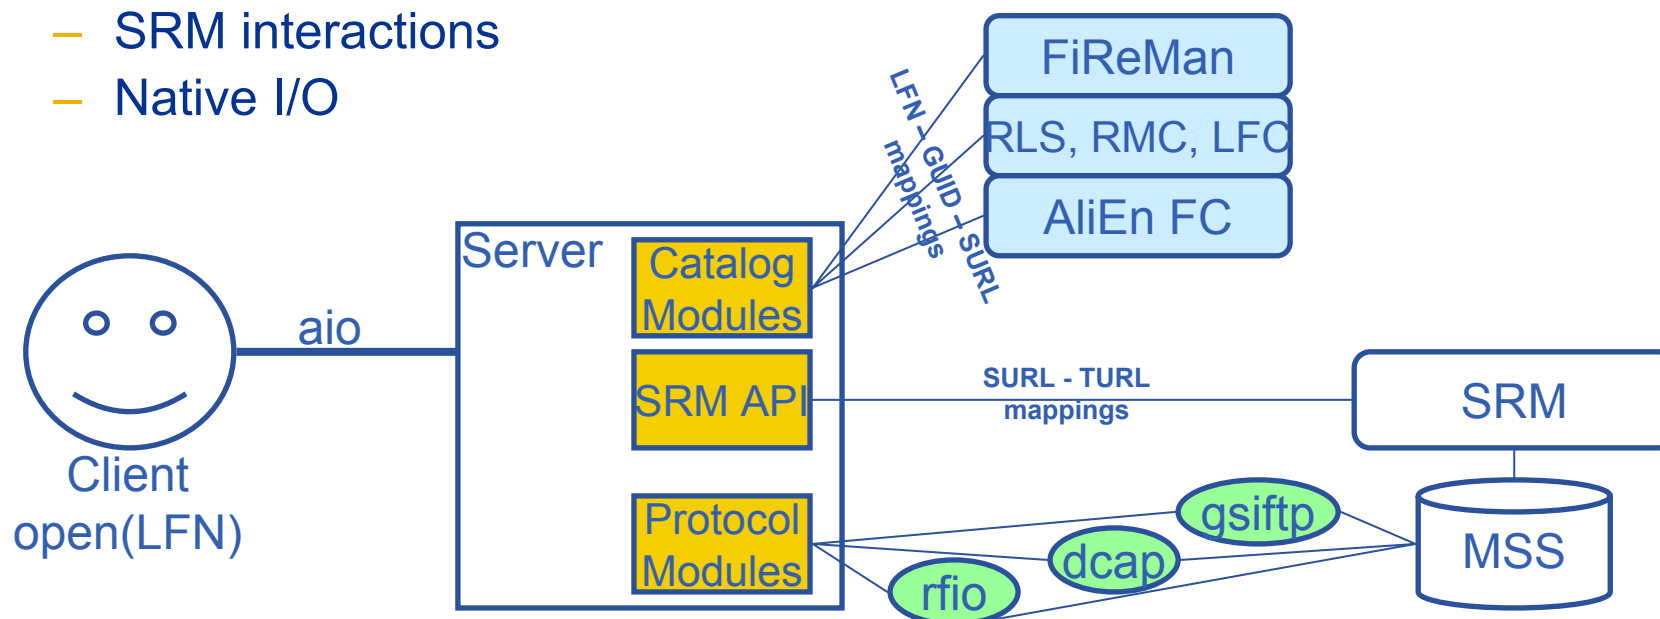 – SRM interactions
– Native I/O
FiReMan
RLS, RMC, LFC
AliEn FC
LFN – GUID – SURL
mappings
Server
Catalog
Modules
aio
SRM API
SURL - TURL
mappings
SRM
Client
open(LFN)
Protocol
Modules
gsiftp
dcap
rfio
MSS